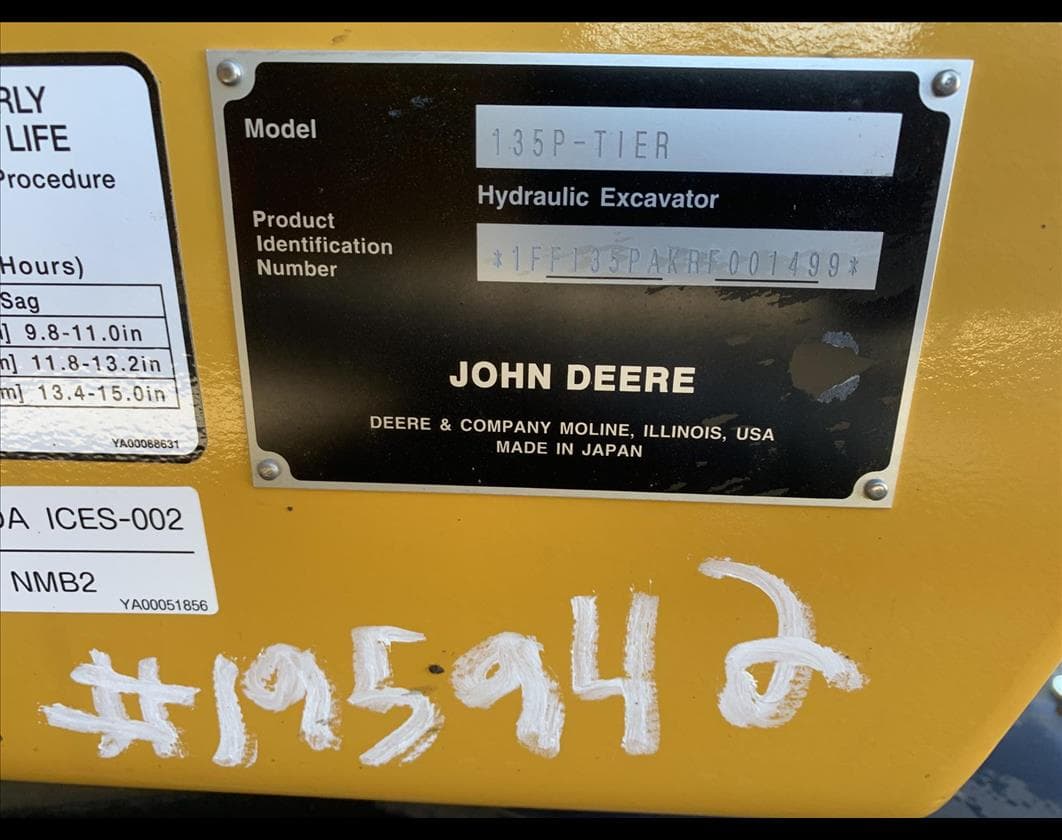 RLY
LIFE
Procedure
Hours)
Sag
] 9.8-11.0in
m] 11.8-13.2in
m] 13.4-15.0in
YA00088631
DA ICES-002
NMB2
YA00051856
Model
135P-TIER
Hydraulic Excavator
Product
Identification
Number
*1FF135PAKRF001499*
JOHN DEERE
DEERE & COMPANY MOLINE, ILLINOIS, USA
MADE IN JAPAN
#195942